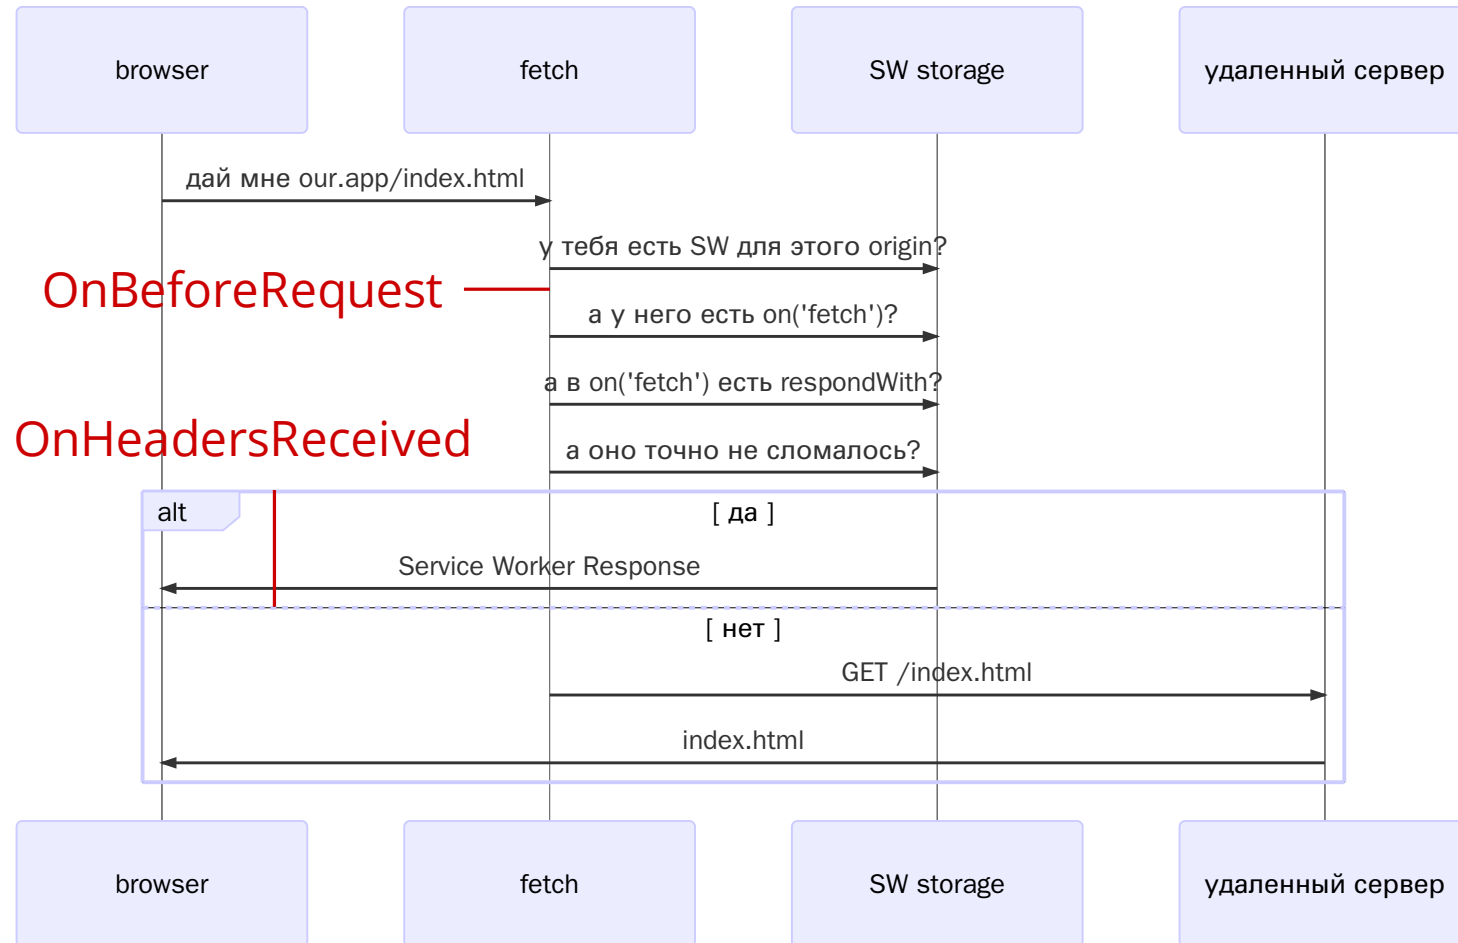 browser
fetch
SW storage
удаленный сервер
дай мне our.app/index.html
у тебя есть SW для этого origin?
OnBeforeRequest
а у него есть on('fetch')?
а в on('fetch') есть respondWith?
OnHeadersReceived
а оно точно не сломалось?
alt
[ да ]
Service Worker Response
[ нет ]
GET /index.html
index.html
browser
fetch
SW storage
удаленный сервер